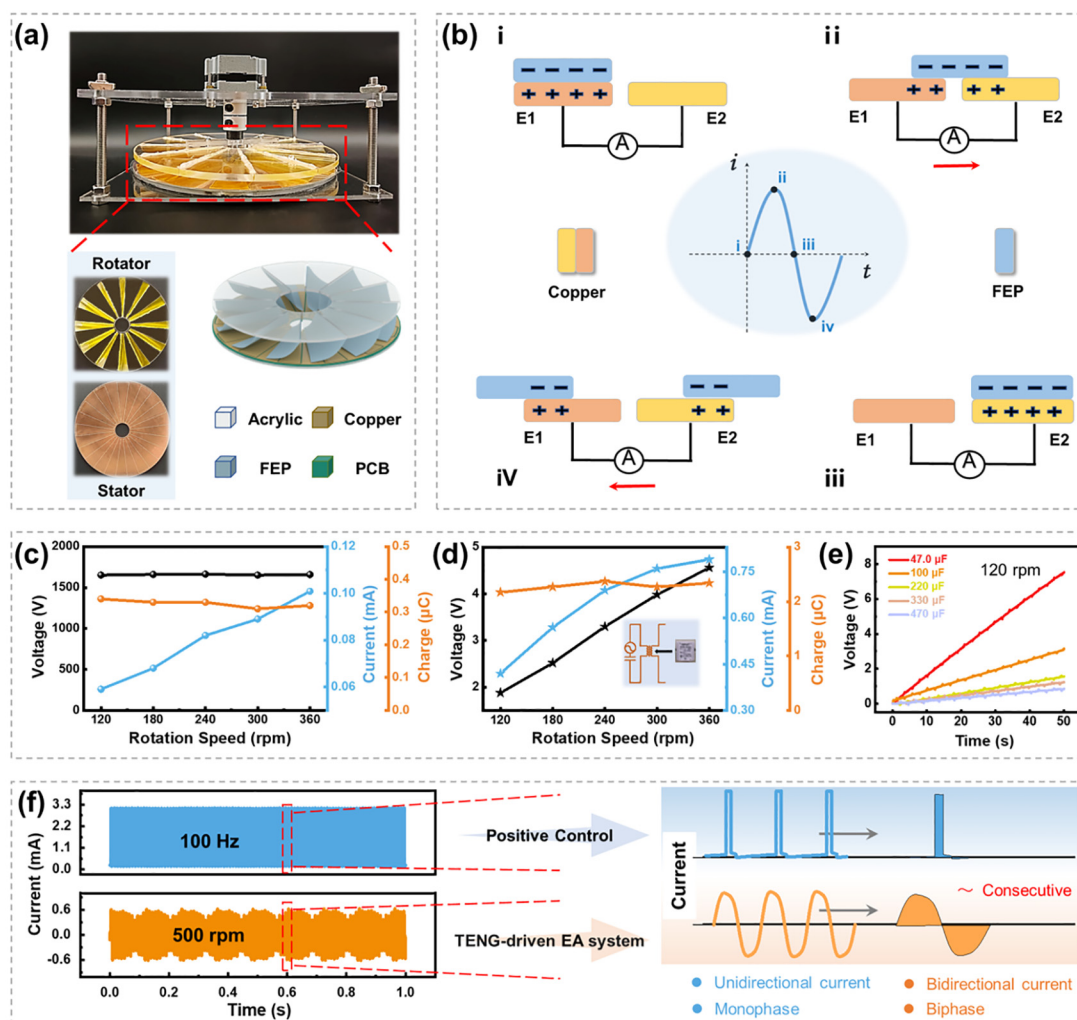 (a)
Rotator
Stator
Acrylic
Copper
FEP
PCB
(b)
i
E1
A
E2
ii
E1
A
E2
i
ii
i
iii
t
iv
Copper
FEP
E1
A
E2
iV
E1
A
E2
iii
(c)
2000
1500
1000
500
0
Voltage (V)
120 180 240 300 360
Rotation Speed (rpm)
0.12
0.10
0.08
0.06
Current (mA)
0.5
0.4
0.3
0.2
0.1
0.0
Charge (μC)
(d)
5
4
3
2
Voltage (V)
120 180 240 300 360
Rotation Speed (rpm)
0.75
0.60
0.45
0.30
Current (mA)
3
2
1
0
Charge (μC)
(e)
8
6
4
2
0
Voltage (V)
47.0 μF
100 μF
220 μF
330 μF
470 μF
120 rpm
0 10 20 30 40 50
Time (s)
(f)
3.3
2.2
1.1
0.0
100 Hz
Current (mA)
0.6
0.0
-0.6
500 rpm
0.0 0.2 0.4 0.6 0.8 1.0
Time (s)
Positive Control
TENG-driven EA system
Current
~ Consecutive
Unidirectional current
Bidirectional current
Monophase
Biphase